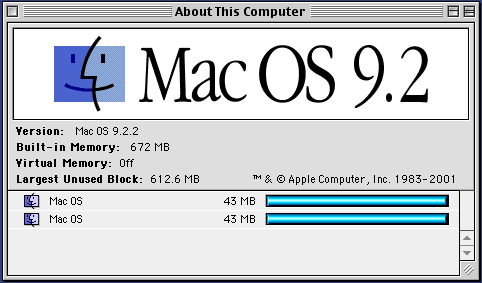 About This Computer
Mac OS 9.2
Version: Mac OS 9.2.2
Built-in Memory: 672 MB
Virtual Memory: Off
Largest Unused Block: 612.6 MB ™ & © Apple Computer, Inc. 1983-2001
Mac OS 43 MB
Mac OS 43 MB